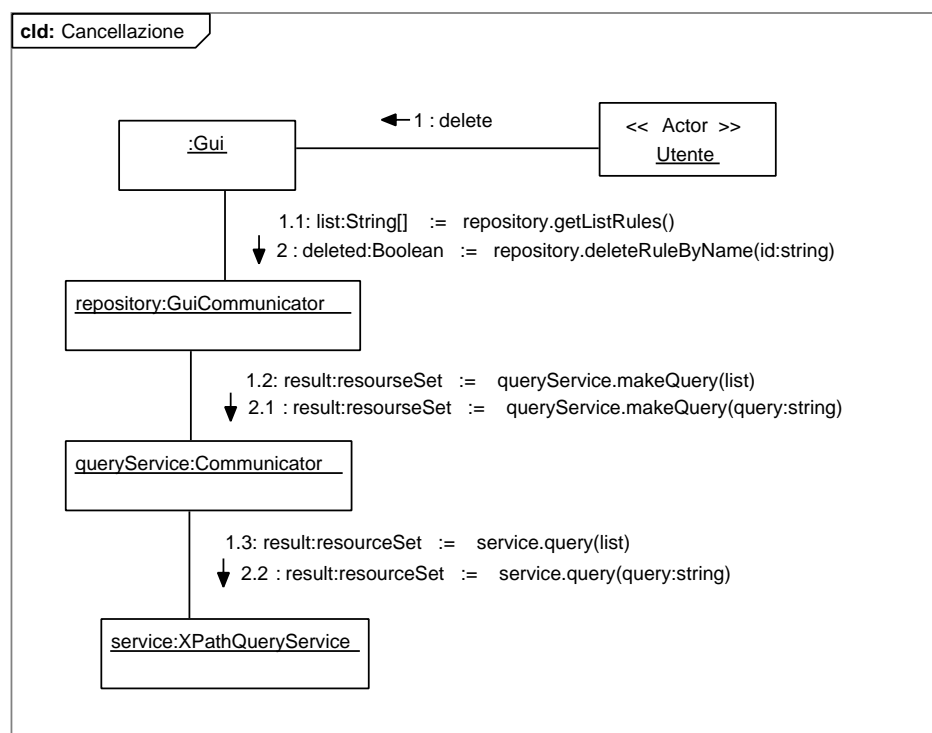 cld: Cancellazione
1 : delete
<< Actor >>
Utente
:Gui
1.1: list:String[] := repository.getListRules()
2 : deleted:Boolean := repository.deleteRuleByName(id:string)
repository:GuiCommunicator
1.2: result:resourseSet := queryService.makeQuery(list)
2.1 : result:resourseSet := queryService.makeQuery(query:string)
queryService:Communicator
1.3: result:resourceSet := service.query(list)
2.2 : result:resourceSet := service.query(query:string)
service:XPathQueryService